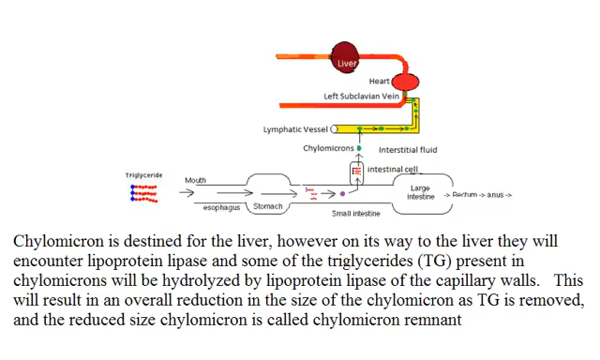 Liver
Heart
Left Subclavian Vein
Lymphatic Vessel
Chylomicrons
Interstitial fluid
intestinal cell
Triglyceride
Mouth
esophagus
Stomach
Small intestine
Large
intestine
-> Rectum -> anus ->
Chylomicron is destined for the liver, however on its way to the liver they will
encounter lipoprotein lipase and some of the triglycerides (TG) present in
chylomicrons will be hydrolyzed by lipoprotein lipase of the capillary walls. This
will result in an overall reduction in the size of the chylomicron as TG is removed,
and the reduced size chylomicron is called chylomicron remnant